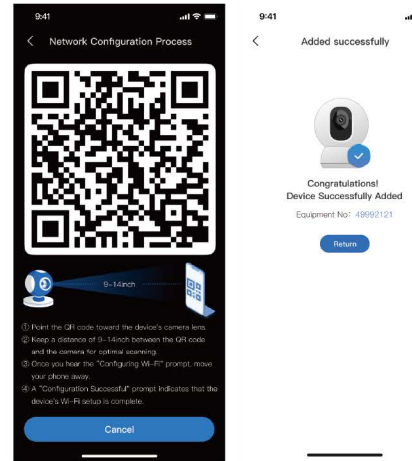 9:41
Network Configuration Process
9-14inch
① Point the QR code toward the device's camera lens.
② Keep a distance of 9-14inch between the QR code
and the camera for optimal scanning.
③ Once you hear the "Configuring Wi-Fi" prompt, move
your phone away.
④ A "Configuration Successful" prompt indicates that the
device's Wi-Fi setup is complete.
Cancel
9:41
Added successfully
Congratulations!
Device Successfully Added
Equipment No: 49992121
Return